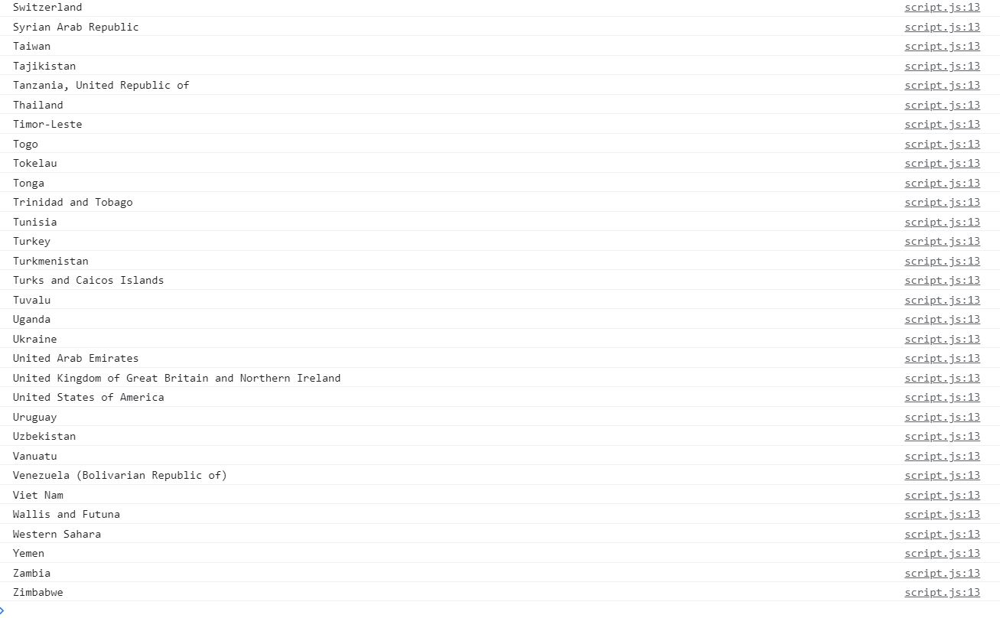 Switzerland script.js:13
Syrian Arab Republic script.js:13
Taiwan script.js:13
Tajikistan script.js:13
Tanzania, United Republic of script.js:13
Thailand script.js:13
Timor-Leste script.js:13
Togo script.js:13
Tokelau script.js:13
Tonga script.js:13
Trinidad and Tobago script.js:13
Tunisia script.js:13
Turkey script.js:13
Turkmenistan script.js:13
Turks and Caicos Islands script.js:13
Tuvalu script.js:13
Uganda script.js:13
Ukraine script.js:13
United Arab Emirates script.js:13
United Kingdom of Great Britain and Northern Ireland script.js:13
United States of America script.js:13
Uruguay script.js:13
Uzbekistan script.js:13
Vanuatu script.js:13
Venezuela (Bolivarian Republic of) script.js:13
Viet Nam script.js:13
Wallis and Futuna script.js:13
Western Sahara script.js:13
Yemen script.js:13
Zambia script.js:13
Zimbabwe script.js:13